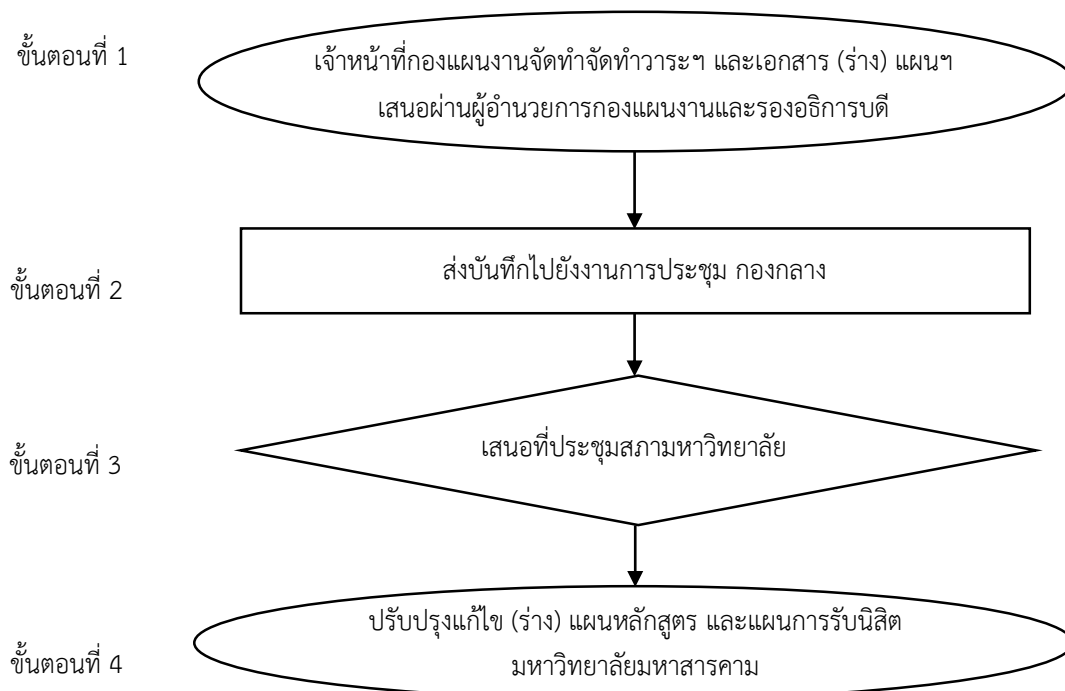 ขั้นตอนที่ 1
เจ้าหน้าที่กองแผนงานจัดทำจัดทำวาระฯ และเอกสาร (ร่าง) แผนฯ
เสนอผ่านผู้อำนวยการกองแผนงานและรองอธิการบดี
ขั้นตอนที่ 2
ส่งบันทึกไปยังงานการประชุม กองกลาง
ขั้นตอนที่ 3
เสนอที่ประชุมสภามหาวิทยาลัย
ขั้นตอนที่ 4
ปรับปรุงแก้ไข (ร่าง) แผนหลักสูตร และแผนการรับนิสิต
มหาวิทยาลัยมหาสารคาม